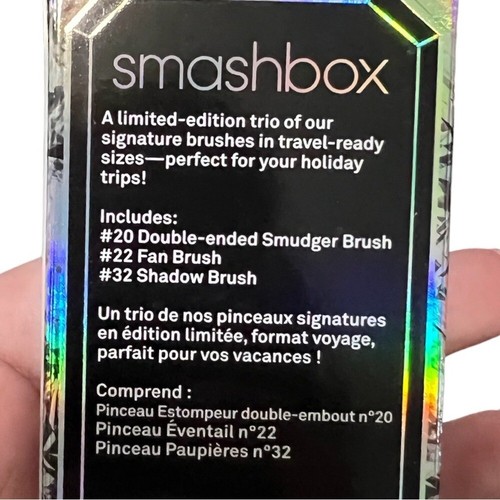 smashbox
A limited-edition trio of our
signature brushes in travel-ready
sizes—perfect for your holiday
trips!
Includes:
#20 Double-ended Smudger Brush
#22 Fan Brush
#32 Shadow Brush
Un trio de nos pinceaux signatures
en édition limitée, format voyage,
parfait pour vos vacances !
Comprend :
Pinceau Estompeur double-embout n°20
Pinceau Éventail n°22
Pinceau Paupières n°32